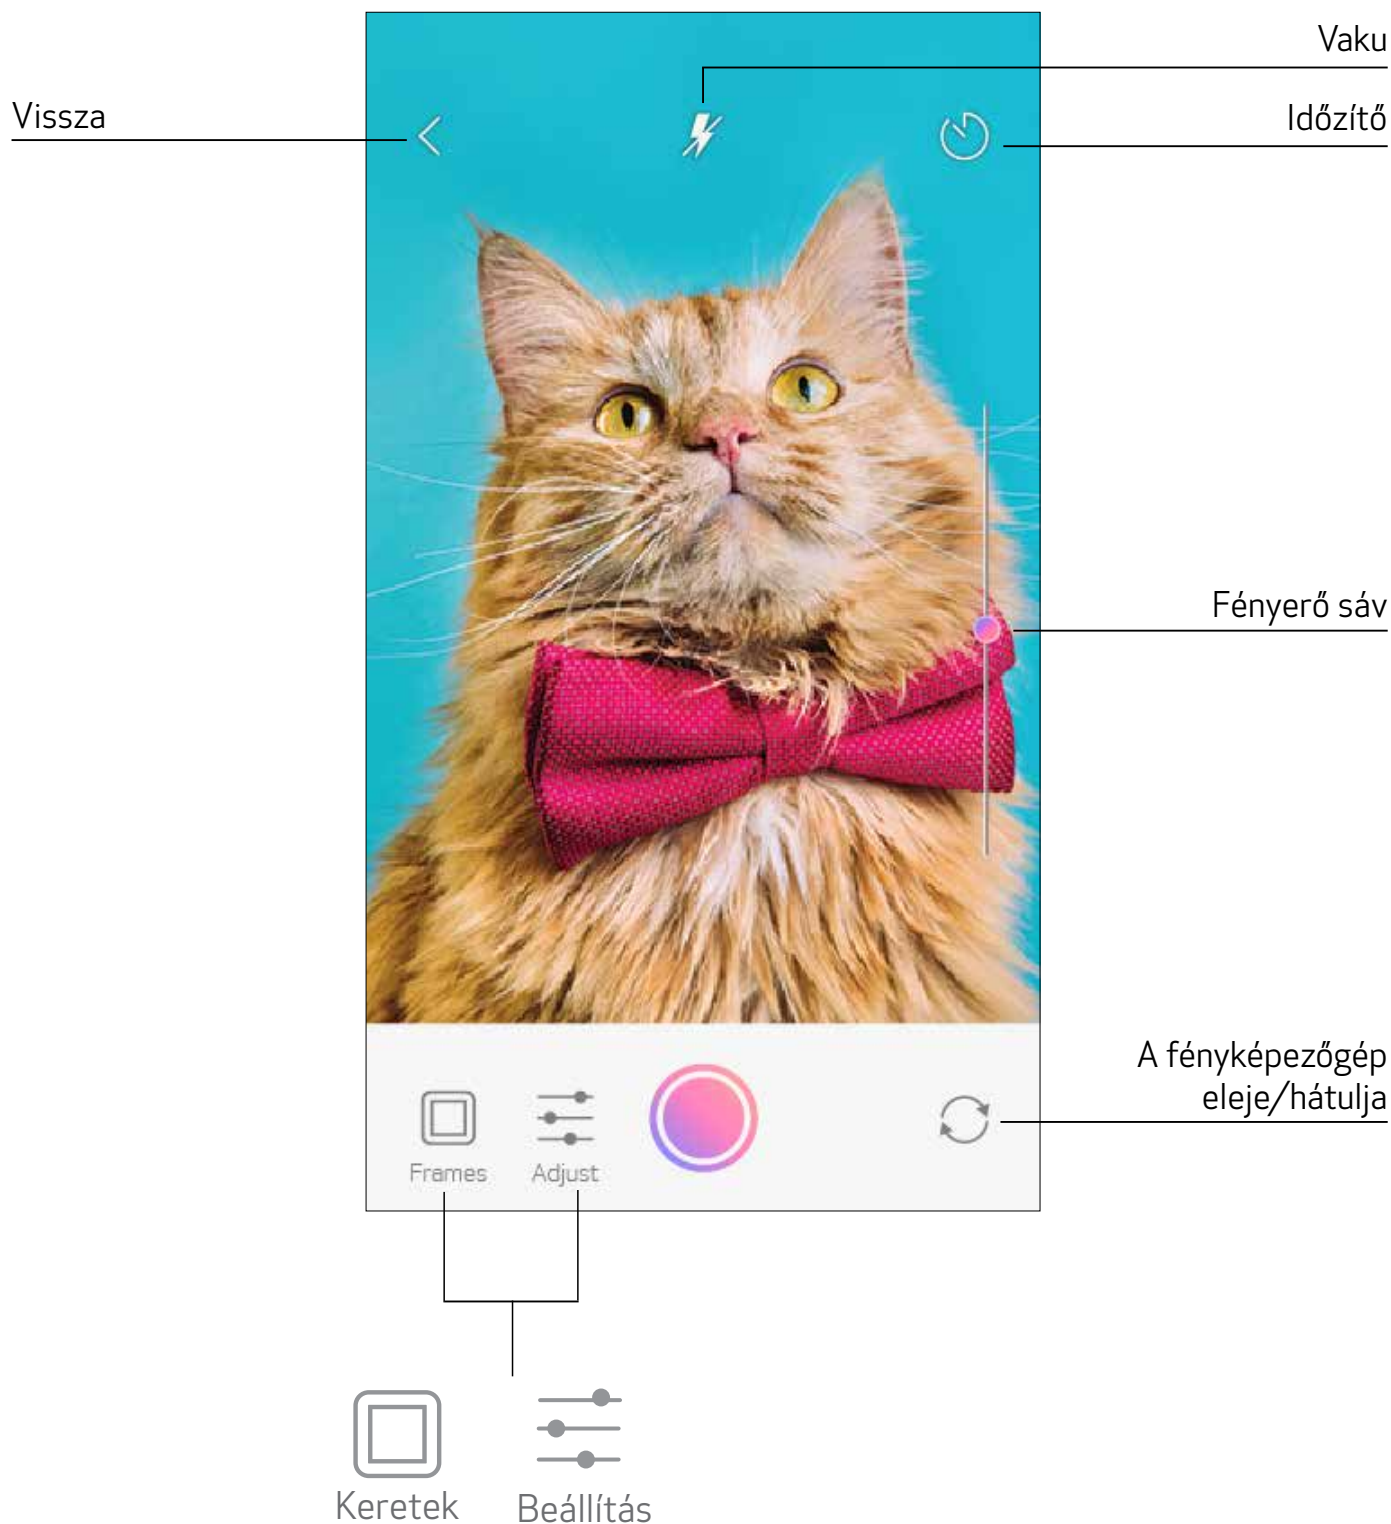 Vaku
Vissza
Időzítő
Fényerő sáv
A fényképezőgép
eleje/hátulja
Frames
Adjust
Keretek
Beállítás